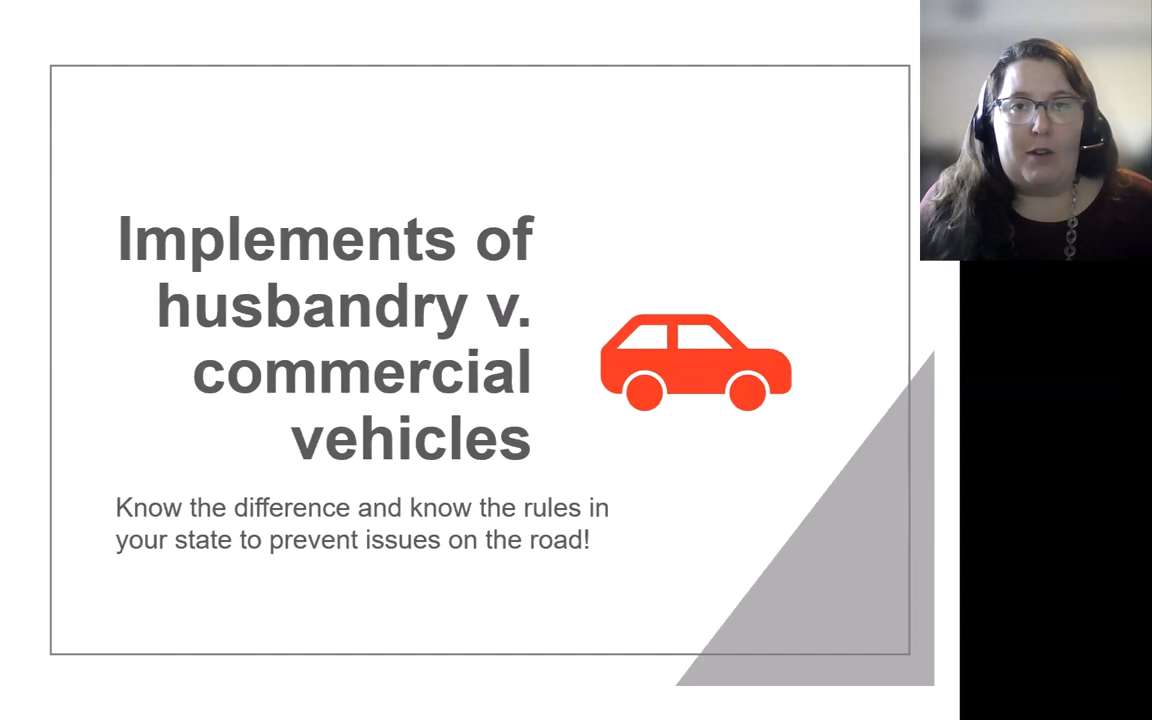 Implements of
husbandry v.
commercial
vehicles
Know the difference and know the rules in
your state to prevent issues on the road!